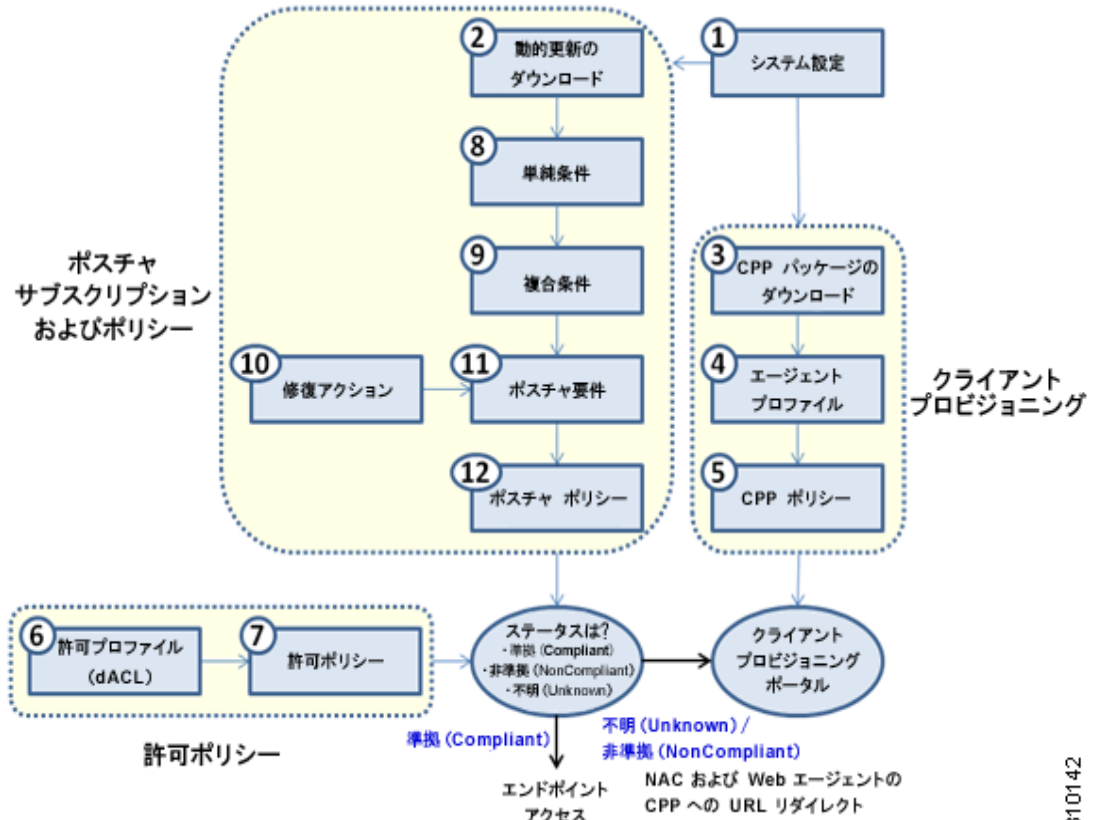 ①
システム設定
②
動的更新の
ダウンロード
⑧
単純条件
⑨
複合条件
⑩
修復アクション
⑪
ポスチャ要件
⑫
ポスチャ ポリシー
ポスチャ
サブスクリプション
およびポリシー
③
CPP パッケージの
ダウンロード
④
エージェント
プロファイル
⑤
CPP ポリシー
クライアント
プロビジョニング
⑥
許可プロファイル
(dACL)
⑦
許可ポリシー
許可ポリシー
ステータスは?
・準拠(Compliant)
・非準拠(NonCompliant)
・不明(Unknown)
クライアント
プロビジョニング
ポータル
準拠(Compliant)
不明(Unknown)/
非準拠(NonCompliant)
エンドポイント
アクセス
NAC および Web エージェントの
CPP への URL リダイレクト
310142